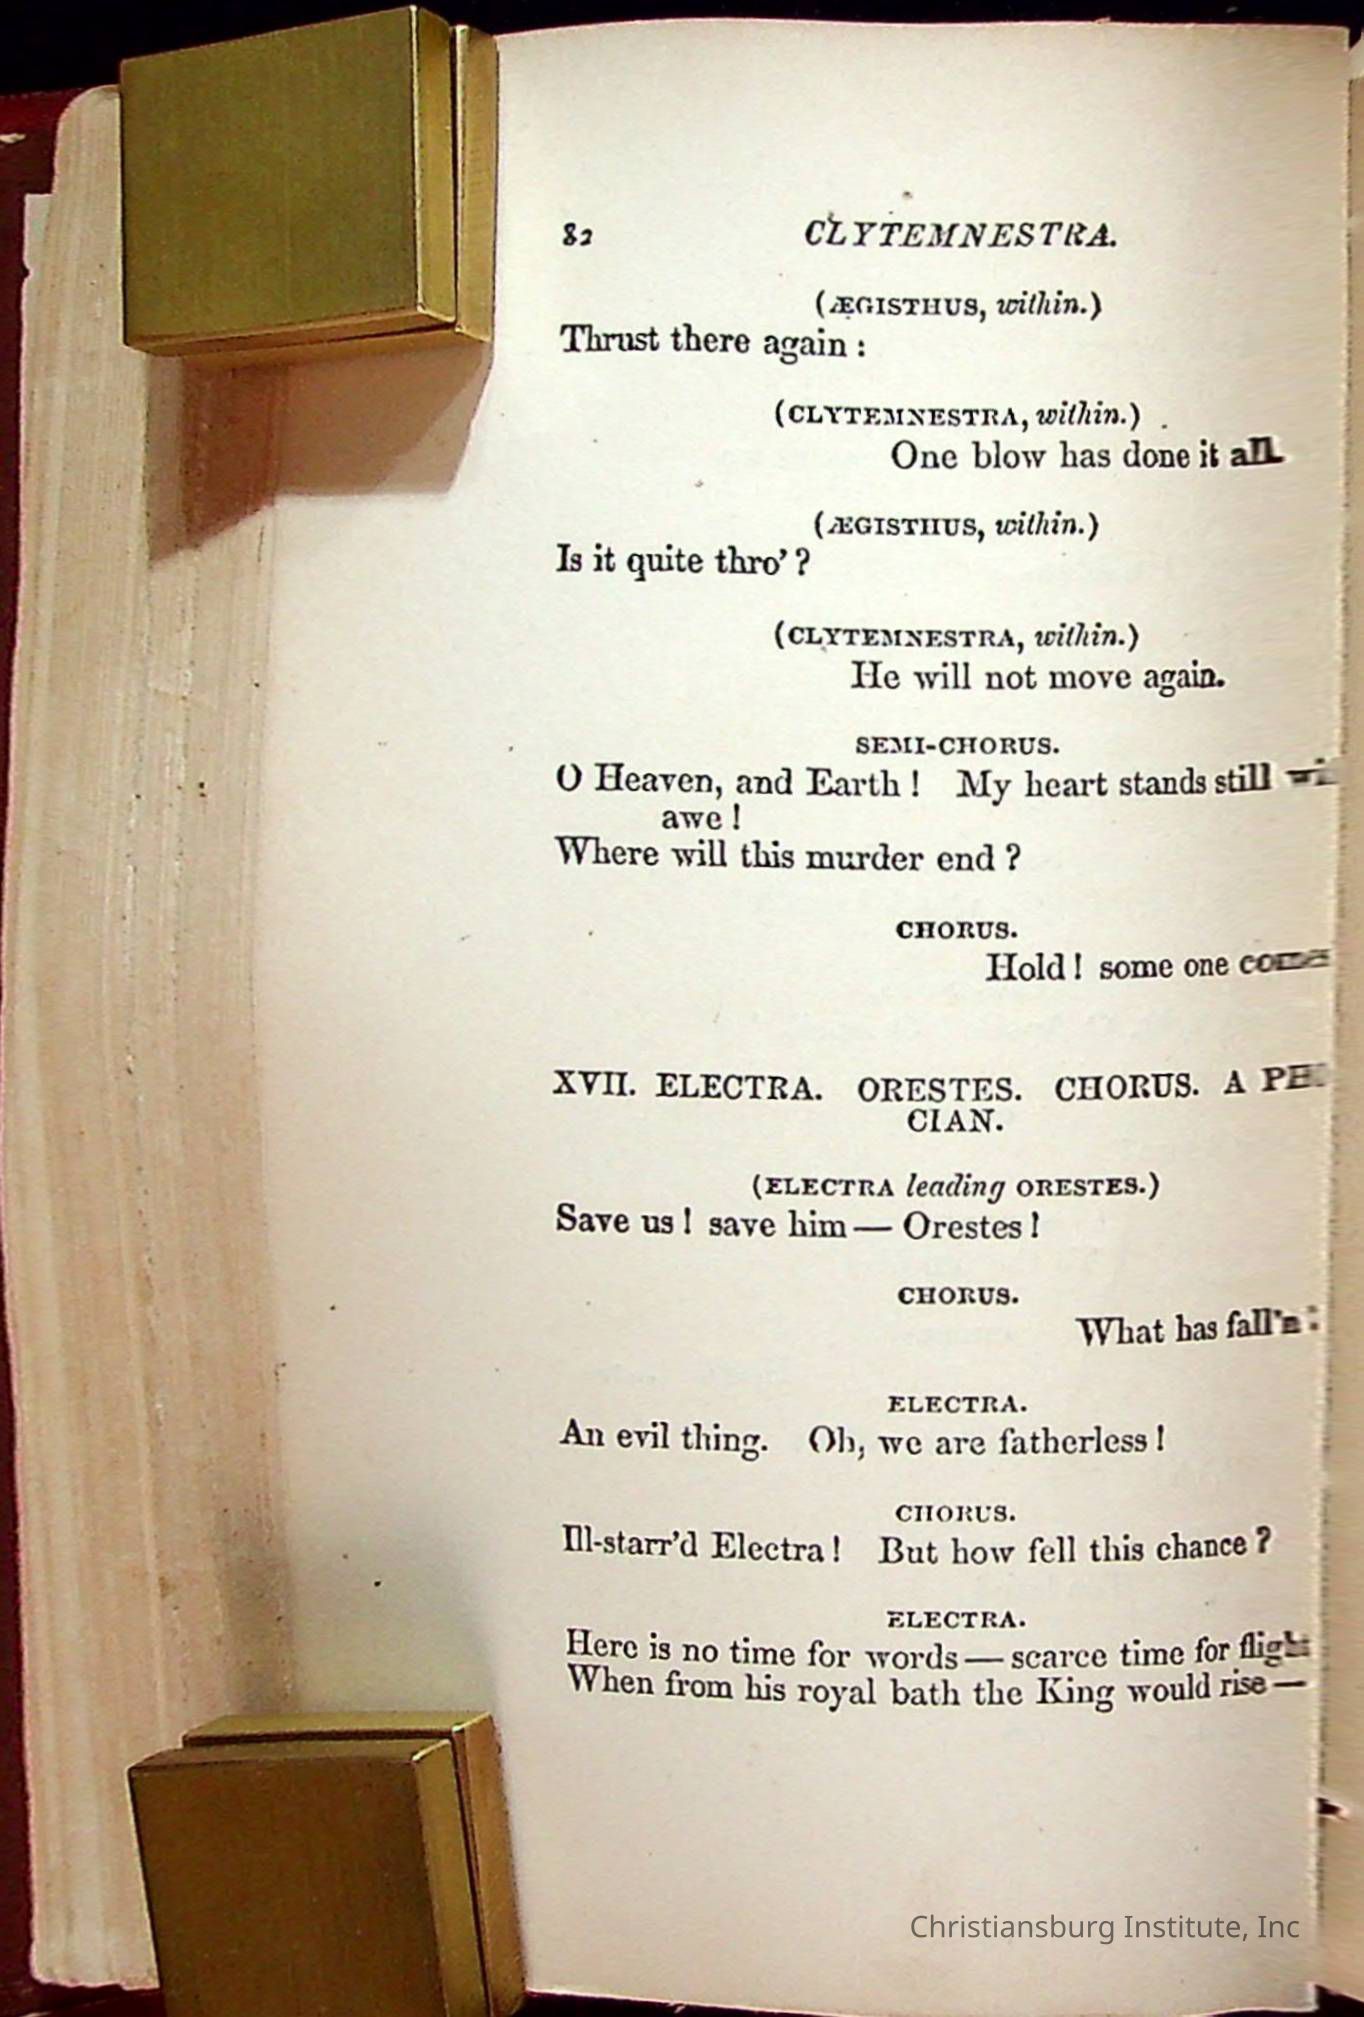 82 CLYTEMNESTRA.
(ÆGISTHUS, within.)
Thrust there again :
(CLYTEMNESTRA, within.)
One blow has done it all.
(ÆGISTHUS, within.)
Is it quite thro' ?
(CLYTEMNESTRA, within.)
He will not move again.
SEMI-CHORUS.
O Heaven, and Earth ! My heart stands still
awe !
Where will this murder end ?
CHORUS.
Hold ! some one comes
XVII. ELECTRA. ORESTES. CHORUS. A
CIAN.
(ELECTRA leading ORESTES.)
Save us ! save him — Orestes !
CHORUS.
What has fall'n
ELECTRA.
An evil thing. Oh, we are fatherless !
CHORUS.
Ill-starr'd Electra ! But how fell this chance ?
ELECTRA.
Here is no time for words — scarce time for flight
When from his royal bath the King would rise —
Christiansburg Institute, Inc